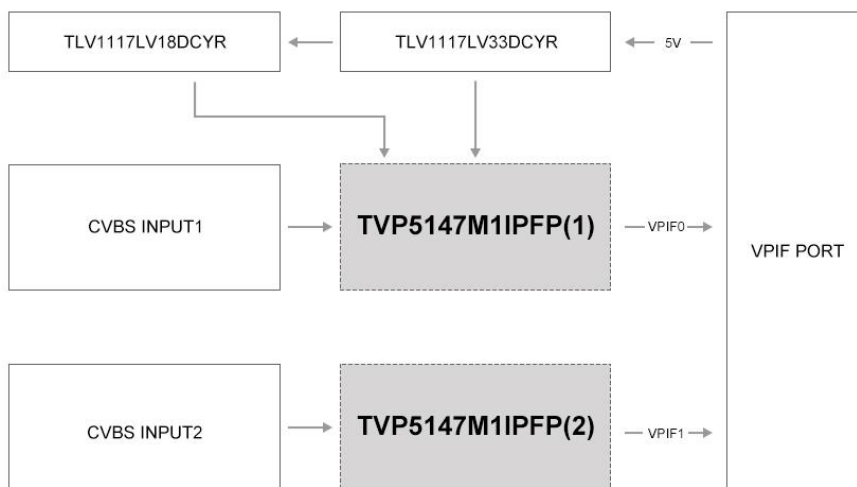 TLV1117LV18DCYR
TLV1117LV33DCYR
5V
CVBS INPUT1
TVP5147M1IPFP(1)
VPIF0
VPIF PORT
CVBS INPUT2
TVP5147M1IPFP(2)
VPIF1